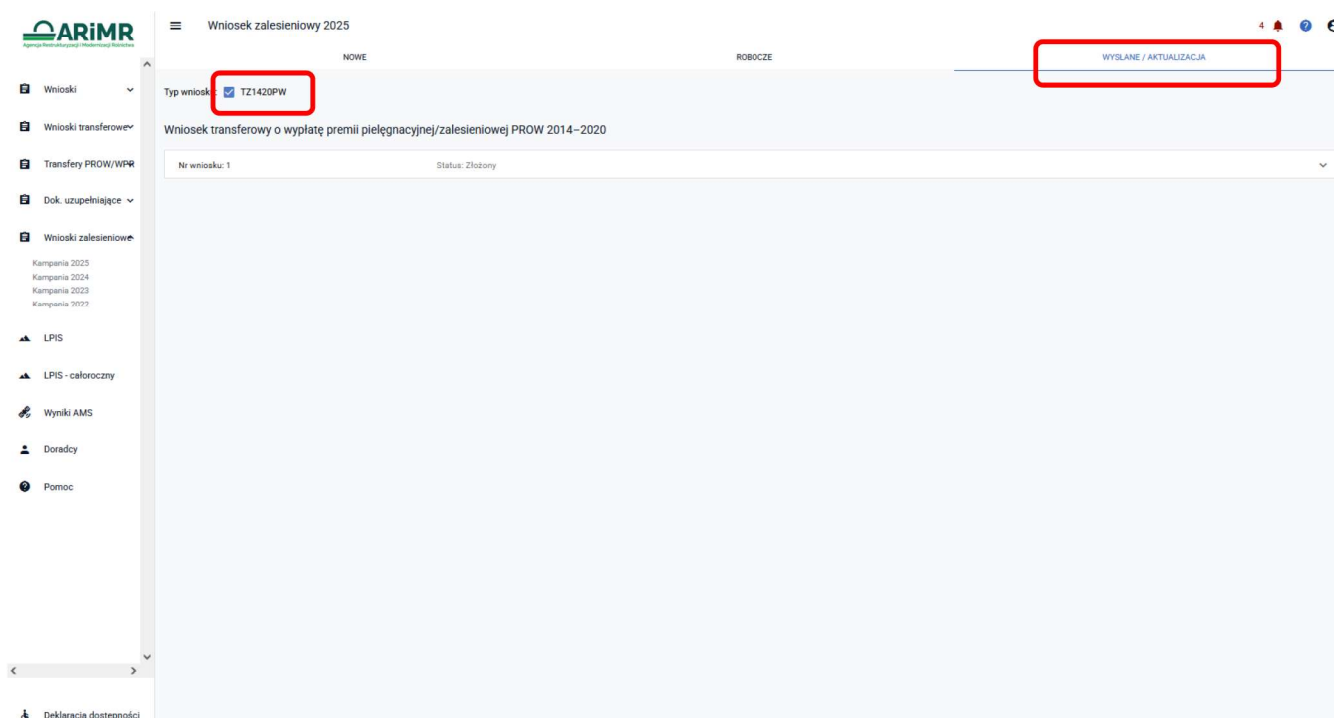 ARiMR
Agencja Restrukturyzacji i Modernizacji Rolnictwa
Wniosek zalesieniowy 2025
4
NOWE
ROBOCZE
WYSŁANE / AKTUALIZACJA
Wnioski
Wnioski transferowe
Transfery PROW/WPR
Dok. uzupełniające
Wnioski zalesieniowe
Kampania 2025
Kampania 2024
Kampania 2023
Kampania 2022
LPIS
LPIS - całoroczny
Wyniki AMS
Doradcy
Pomoc
Deklaracja dostępności
Typ wniosku: TZ1420PW
Wniosek transferowy o wypłatę premii pielęgnacyjnej/zalesieniowej PROW 2014–2020
Nr wniosku: 1
Status: Złożony